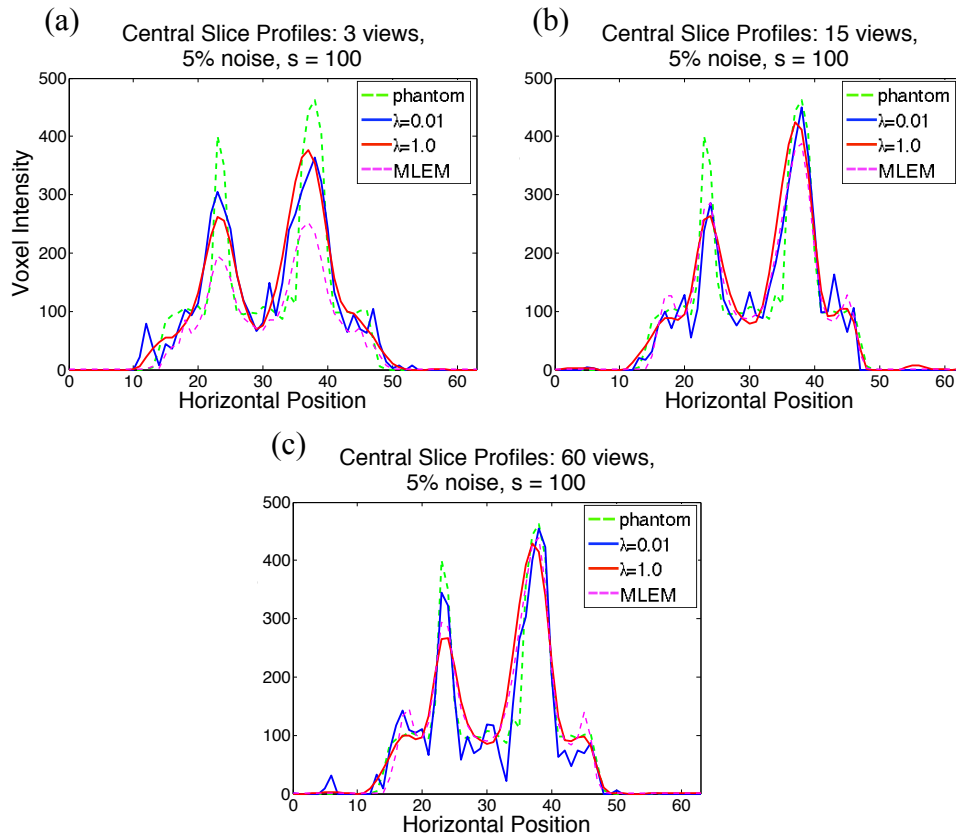 (a)
Central Slice Profiles: 3 views,
5% noise, s = 100
500
400
300
200
100
0
Voxel Intensity
phantom
λ=0.01
λ=1.0
MLEM
0 10 20 30 40 50 60
Horizontal Position
(b)
Central Slice Profiles: 15 views,
5% noise, s = 100
500
400
300
200
100
0
phantom
λ=0.01
λ=1.0
MLEM
0 10 20 30 40 50 60
Horizontal Position
(c)
Central Slice Profiles: 60 views,
5% noise, s = 100
500
400
300
200
100
0
phantom
λ=0.01
λ=1.0
MLEM
0 10 20 30 40 50 60
Horizontal Position